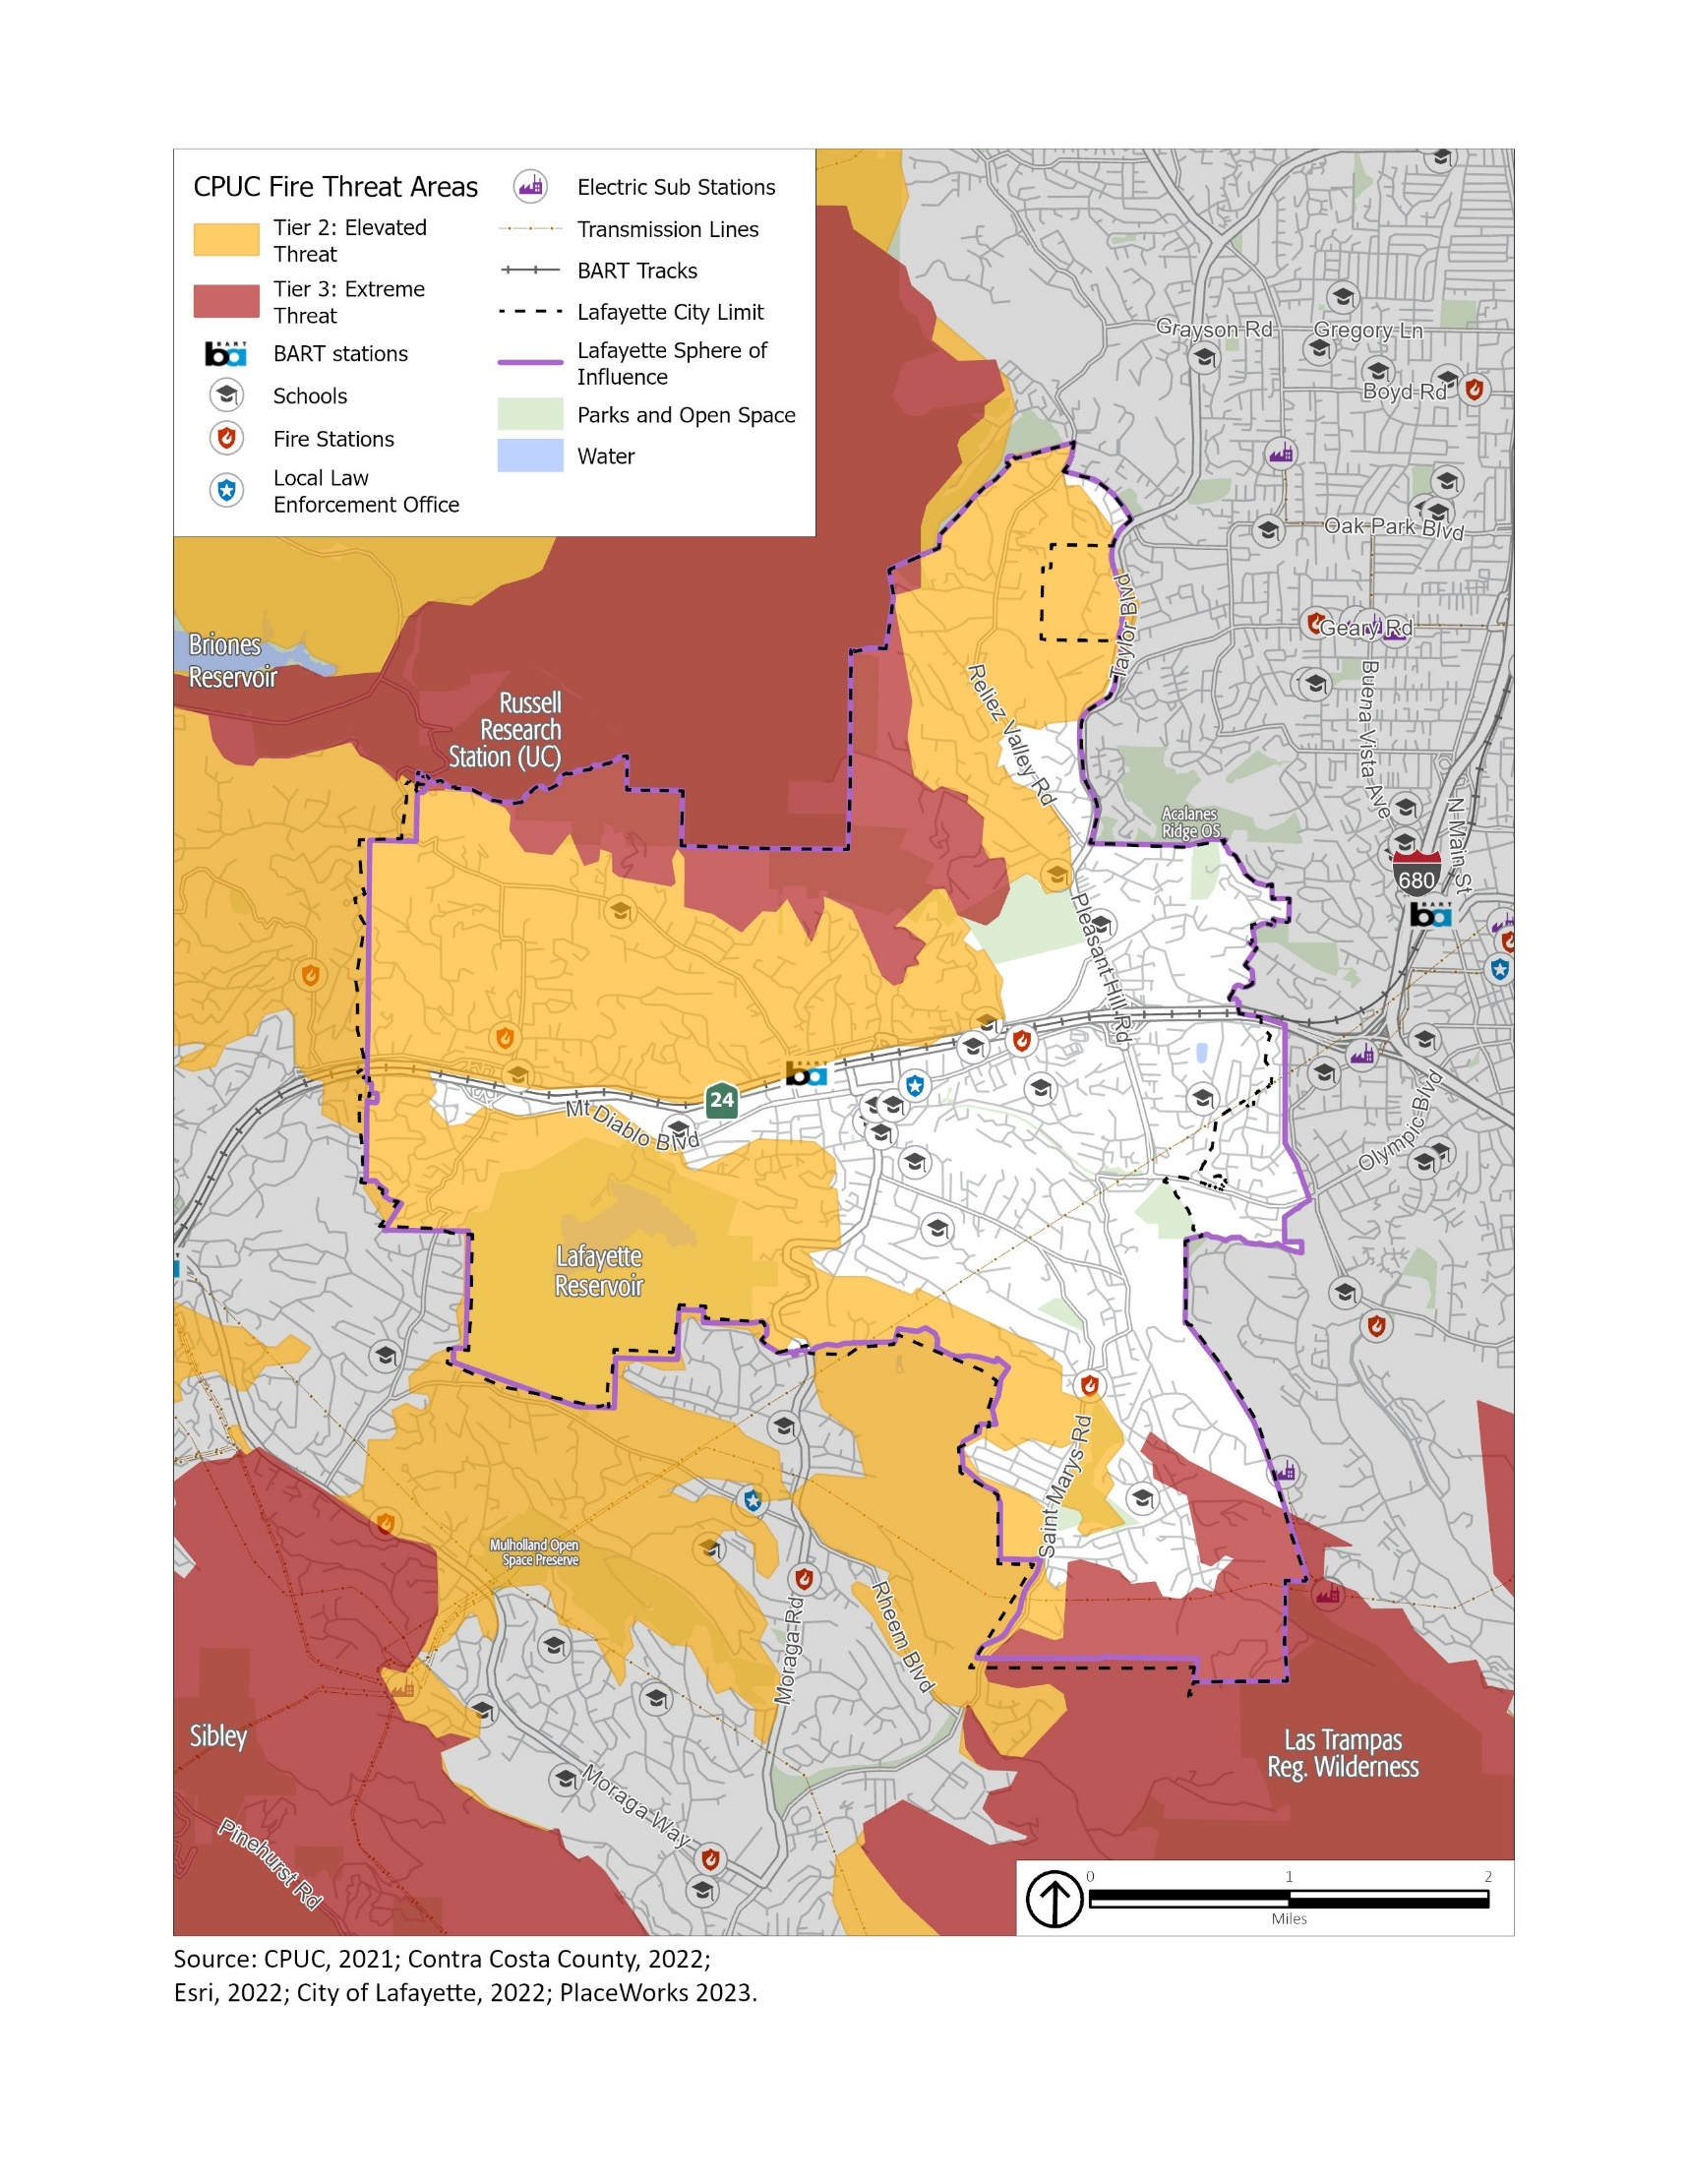 CPUC Fire Threat Areas
Tier 2: Elevated
Threat
Tier 3: Extreme
Threat
BART
ba
BART stations
Schools
Fire Stations
Local Law
Enforcement Office
Electric Sub Stations
Transmission Lines
BART Tracks
Lafayette City Limit
Lafayette Sphere of
Influence
Parks and Open Space
Water
Grayson Rd
Gregory Ln
Boyd Rd
Oak Park Blvd
Taylor Blvd
Geary Rd
Briones
Reservoir
Russell
Research
Station (UC)
Reliez Valley Rd
Buena Vista Ave
N Main St
Acalanes
Ridge OS
680
BART
ba
Pleasant Hill Rd
BART
ba
24
Mt Diablo Blvd
Olympic Blvd
Lafayette
Reservoir
Saint Marys Rd
Mulholland Open
Space Preserve
Moraga Rd
Rheem Blvd
Sibley
Las Trampas
Reg. Wilderness
Moraga Way
Pinehurst Rd
0 1 2
Miles
Source: CPUC, 2021; Contra Costa County, 2022;
Esri, 2022; City of Lafayette, 2022; PlaceWorks 2023.